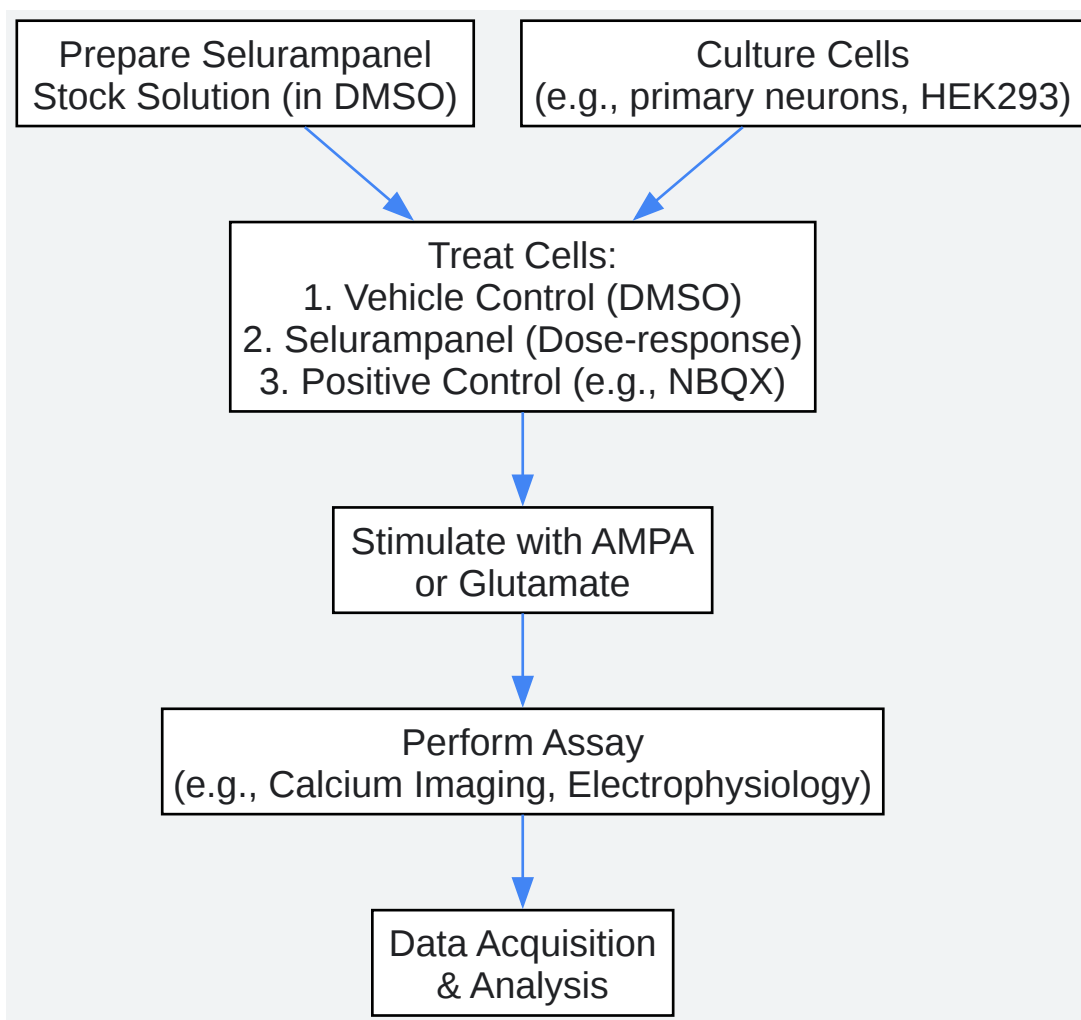 Prepare Selurampanel
Stock Solution (in DMSO)
Culture Cells
(e.g., primary neurons, HEK293)
Treat Cells:
1. Vehicle Control (DMSO)
2. Selurampanel (Dose-response)
3. Positive Control (e.g., NBQX)
Stimulate with AMPA
or Glutamate
Perform Assay
(e.g., Calcium Imaging, Electrophysiology)
Data Acquisition
& Analysis